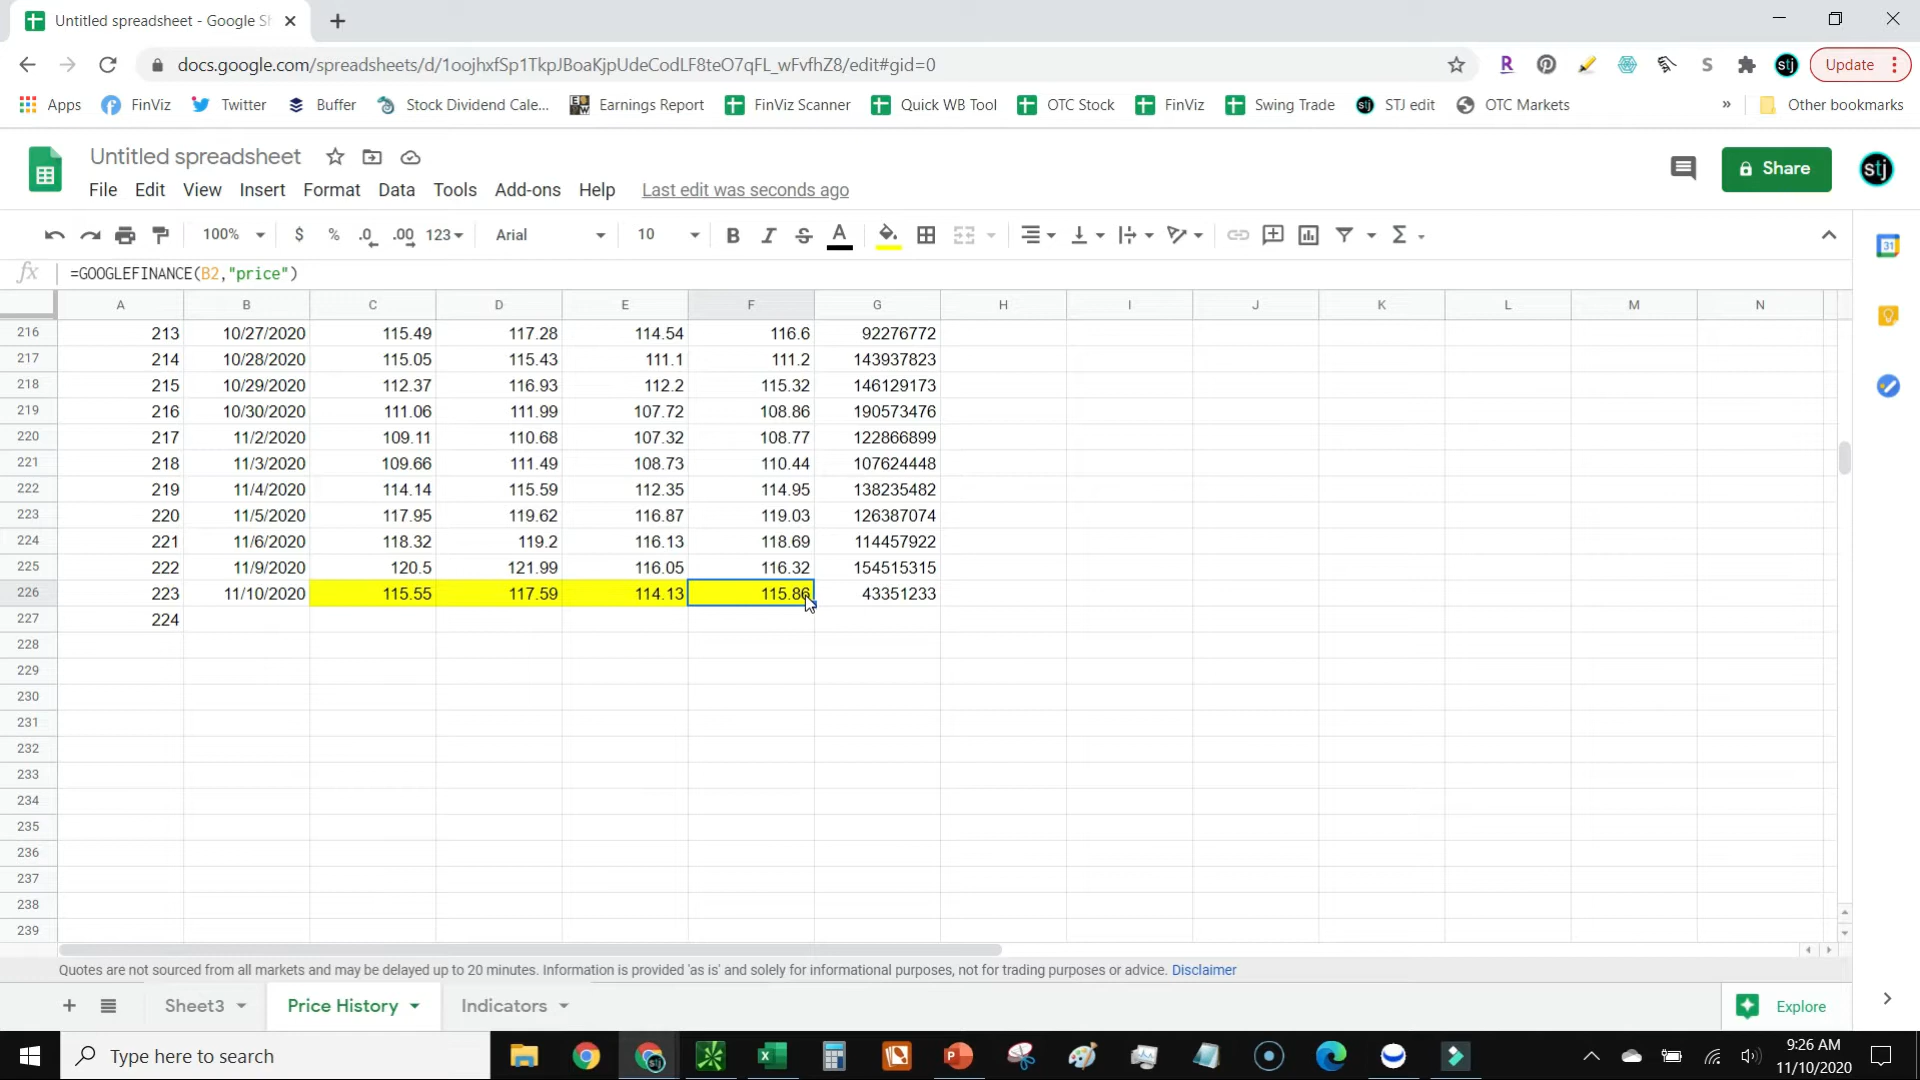 Untitled spreadsheet - Google Sh
docs.google.com/spreadsheets/d/1oojhxfSp1TkpJBoaKjpUdeCodLF8teO7qFL_wFvfhZ8/edit#gid=0
R S stj Update
Apps FinViz Twitter Buffer Stock Dividend Cale... Earnings Report FinViz Scanner Quick WB Tool OTC Stock FinViz Swing Trade STJ edit OTC Markets » Other bookmarks
Untitled spreadsheet
Share stj
File Edit View Insert Format Data Tools Add-ons Help Last edit was seconds ago
100% $ % .0 .00 123 Arial 10 B I S A Σ
fx =GOOGLEFINANCE(B2,"price")
A B C D E F G H I J K L M N
216 213 10/27/2020 115.49 117.28 114.54 116.6 92276772
217 214 10/28/2020 115.05 115.43 111.1 111.2 143937823
218 215 10/29/2020 112.37 116.93 112.2 115.32 146129173
219 216 10/30/2020 111.06 111.99 107.72 108.86 190573476
220 217 11/2/2020 109.11 110.68 107.32 108.77 122866899
221 218 11/3/2020 109.66 111.49 108.73 110.44 107624448
222 219 11/4/2020 114.14 115.59 112.35 114.95 138235482
223 220 11/5/2020 117.95 119.62 116.87 119.03 126387074
224 221 11/6/2020 118.32 119.2 116.13 118.69 114457922
225 222 11/9/2020 120.5 121.99 116.05 116.32 154515315
226 223 11/10/2020 115.55 117.59 114.13 115.86 43351233
227 224
228
229
230
231
232
233
234
235
236
237
238
239
Quotes are not sourced from all markets and may be delayed up to 20 minutes. Information is provided 'as is' and solely for informational purposes, not for trading purposes or advice. Disclaimer
Sheet3 Price History Indicators Explore
Type here to search
9:26 AM
11/10/2020